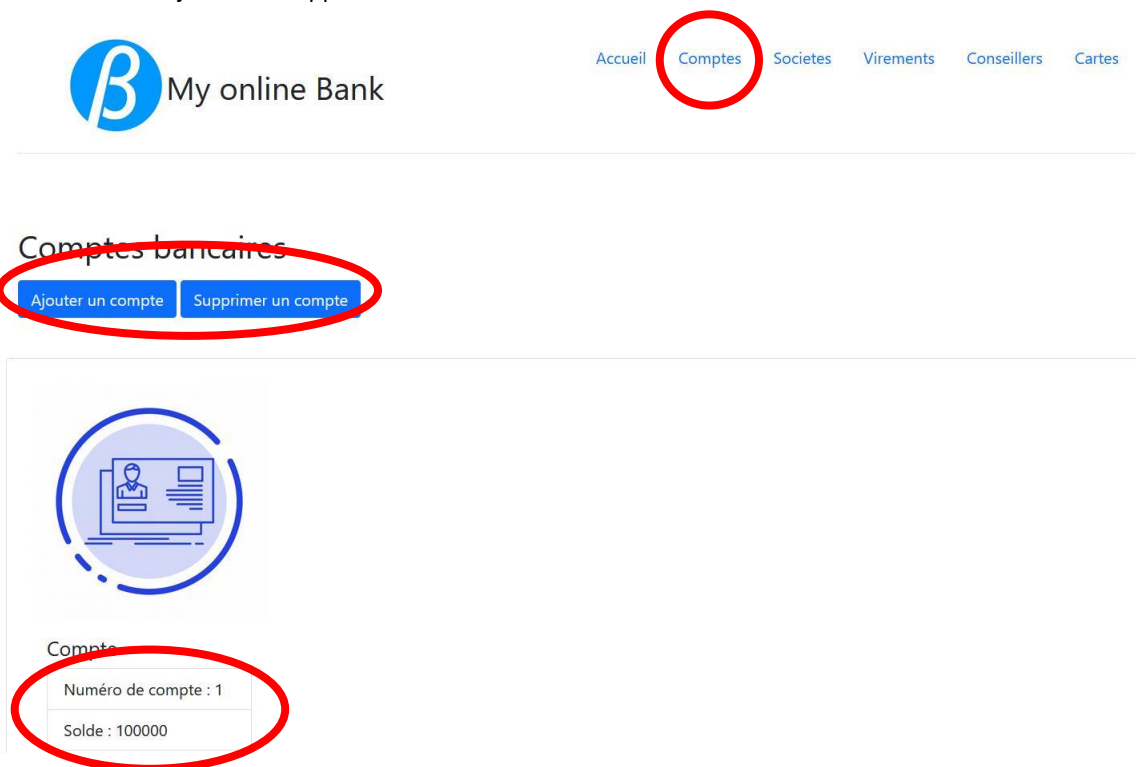 β My online Bank
Accueil Comptes Societes Virements Conseillers Cartes
Comptes bancaires
Ajouter un compte Supprimer un compte
Compte
Numéro de compte : 1
Solde : 100000